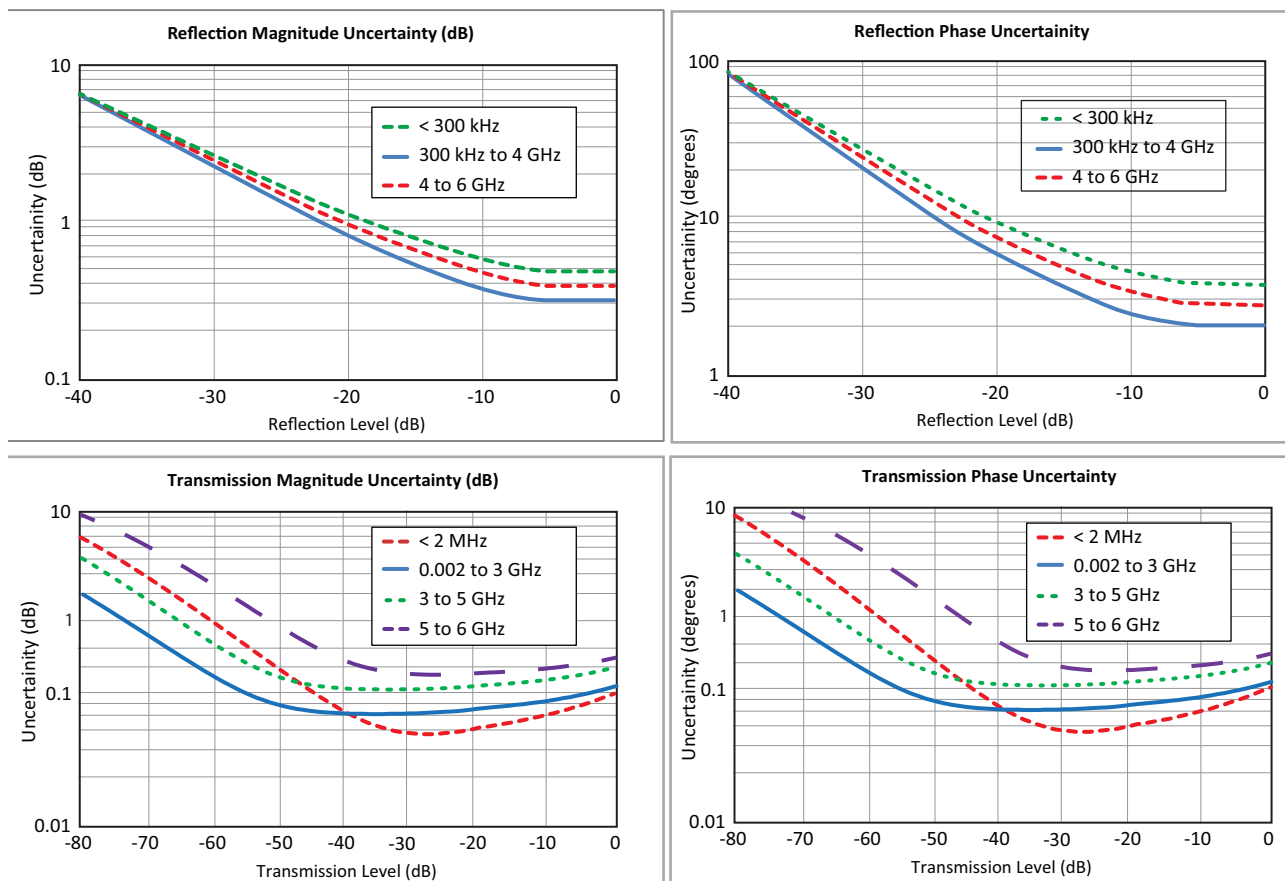 Reflection Magnitude Uncertainty (dB)
10
1
0.1
Uncertainity (dB)
< 300 kHz
300 kHz to 4 GHz
4 to 6 GHz
-40 -30 -20 -10 0
Reflection Level (dB)
Reflection Phase Uncertainity
100
10
1
Uncertainity (degrees)
< 300 kHz
300 kHz to 4 GHz
4 to 6 GHz
-40 -30 -20 -10 0
Reflection Level (dB)
Transmission Magnitude Uncertainty (dB)
10
1
0.1
0.01
Uncertainity (dB)
< 2 MHz
0.002 to 3 GHz
3 to 5 GHz
5 to 6 GHz
-80 -70 -60 -50 -40 -30 -20 -10 0
Transmission Level (dB)
Transmission Phase Uncertainty
10
1
0.1
0.01
Uncertainity (degrees)
< 2 MHz
0.002 to 3 GHz
3 to 5 GHz
5 to 6 GHz
-80 -70 -60 -50 -40 -30 -20 -10 0
Transmission Level (dB)